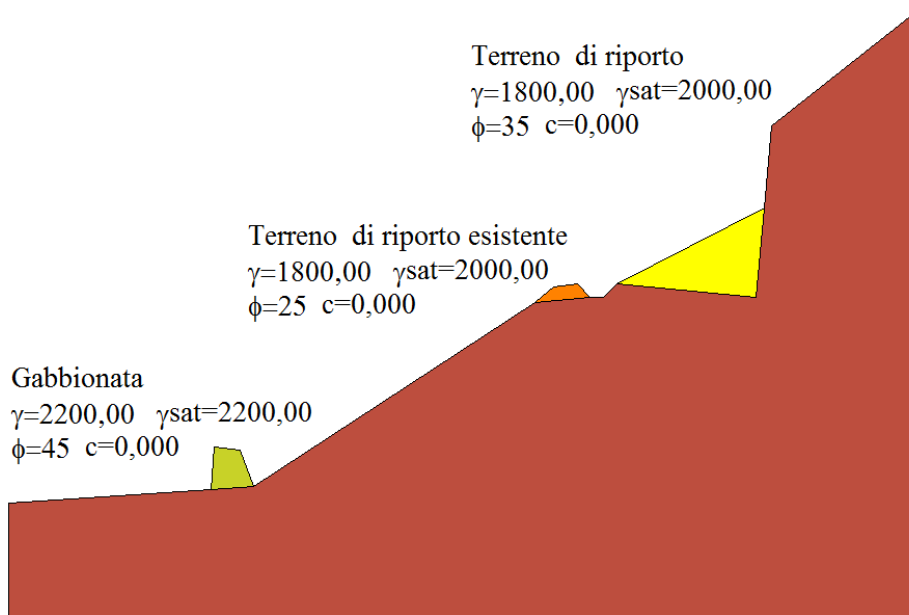 Terreno di riporto
γ=1800,00 γsat=2000,00
ϕ=35 c=0,000
Terreno di riporto esistente
γ=1800,00 γsat=2000,00
ϕ=25 c=0,000
Gabbionata
γ=2200,00 γsat=2200,00
ϕ=45 c=0,000